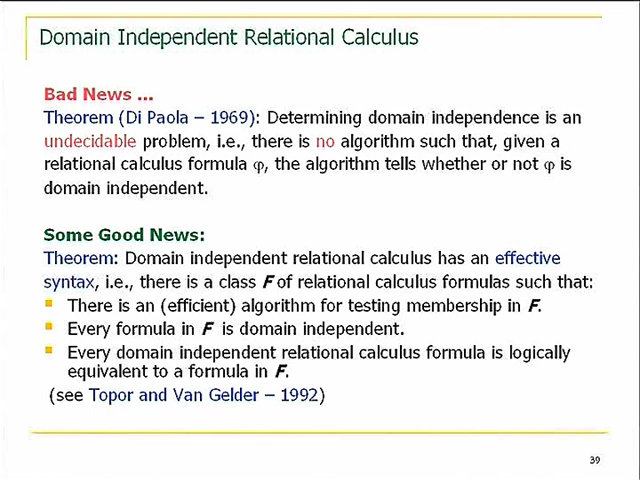 Domain Independent Relational Calculus
Bad News ...
Theorem (Di Paola – 1969): Determining domain independence is an
undecidable problem, i.e., there is no algorithm such that, given a
relational calculus formula φ, the algorithm tells whether or not φ is
domain independent.
Some Good News:
Theorem: Domain independent relational calculus has an effective
syntax, i.e., there is a class F of relational calculus formulas such that:
There is an (efficient) algorithm for testing membership in F.
Every formula in F is domain independent.
Every domain independent relational calculus formula is logically
equivalent to a formula in F.
(see Topor and Van Gelder – 1992)
39